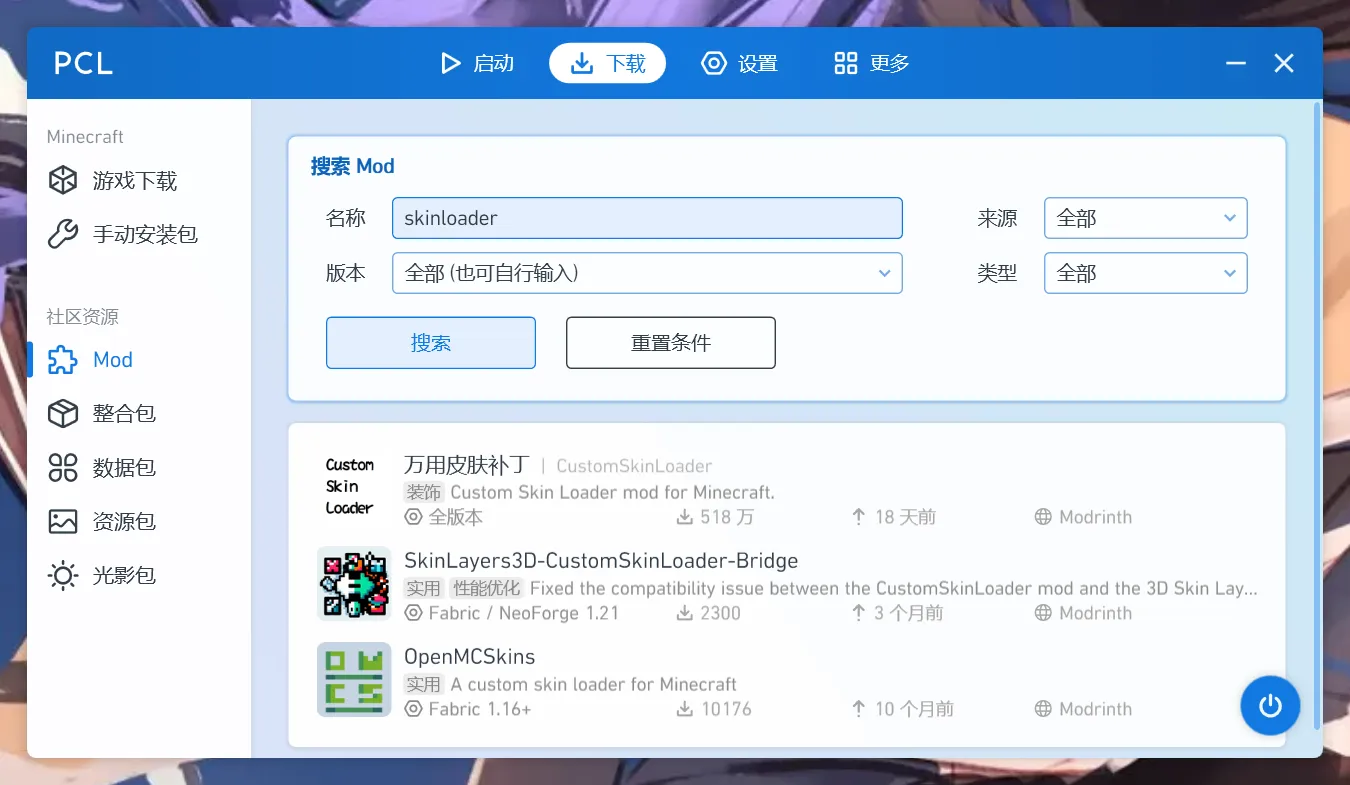 PCL
启动
下载
设置
更多
Minecraft
游戏下载
手动安装包
社区资源
Mod
整合包
数据包
资源包
光影包
搜索 Mod
名称 skinloader 来源 全部
版本 全部 (也可自行输入) 类型 全部
搜索 重置条件
Custom
Skin
Loader
万用皮肤补丁 | CustomSkinLoader
装饰 Custom Skin Loader mod for Minecraft.
全版本 518 万 18 天前 Modrinth
SkinLayers3D-CustomSkinLoader-Bridge
实用 性能优化 Fixed the compatibility issue between the CustomSkinLoader mod and the 3D Skin Lay...
Fabric / NeoForge 1.21 2300 3 个月前 Modrinth
OMCS
OpenMCSkins
实用 A custom skin loader for Minecraft
Fabric 1.16+ 10176 10 个月前 Modrinth